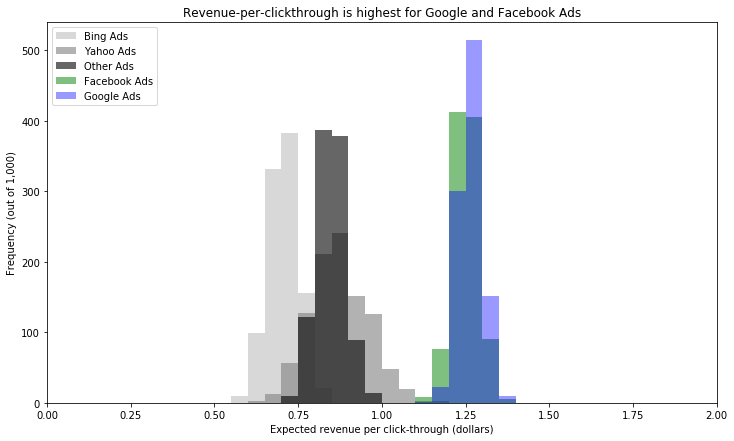 Revenue-per-clickthrough is highest for Google and Facebook Ads
Bing Ads
Yahoo Ads
Other Ads
Facebook Ads
Google Ads
Frequency (out of 1,000)
500
400
300
200
100
0
0.00 0.25 0.50 0.75 1.00 1.25 1.50 1.75 2.00
Expected revenue per click-through (dollars)